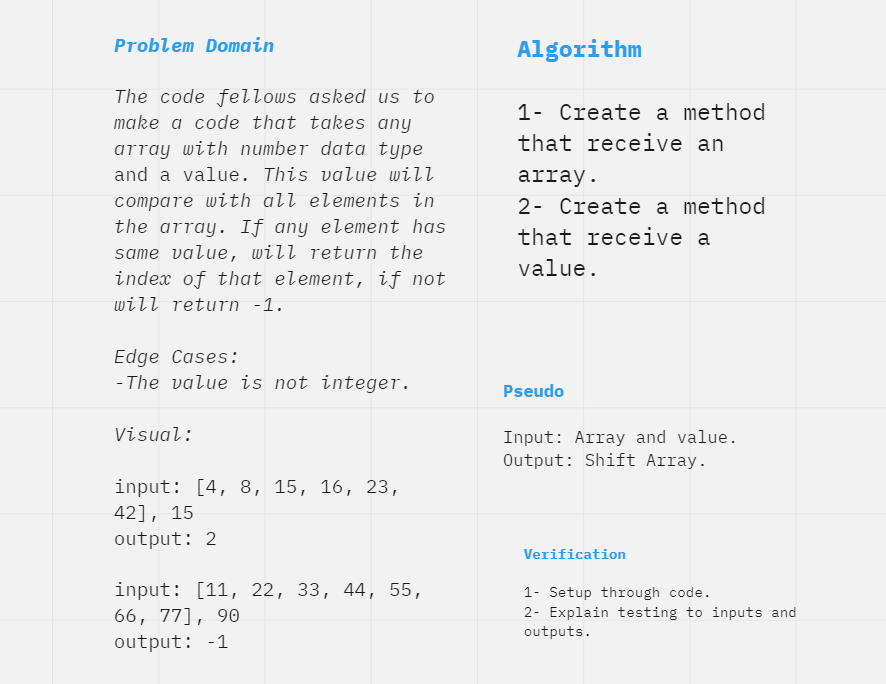 Problem Domain
The code fellows asked us to
make a code that takes any
array with number data type
and a value. This value will
compare with all elements in
the array. If any element has
same value, will return the
index of that element, if not
will return -1.
Edge Cases:
-The value is not integer.
Visual:
input: [4, 8, 15, 16, 23,
42], 15
output: 2
input: [11, 22, 33, 44, 55,
66, 77], 90
output: -1
Algorithm
1- Create a method
that receive an
array.
2- Create a method
that receive a
value.
Pseudo
Input: Array and value.
Output: Shift Array.
Verification
1- Setup through code.
2- Explain testing to inputs and
outputs.